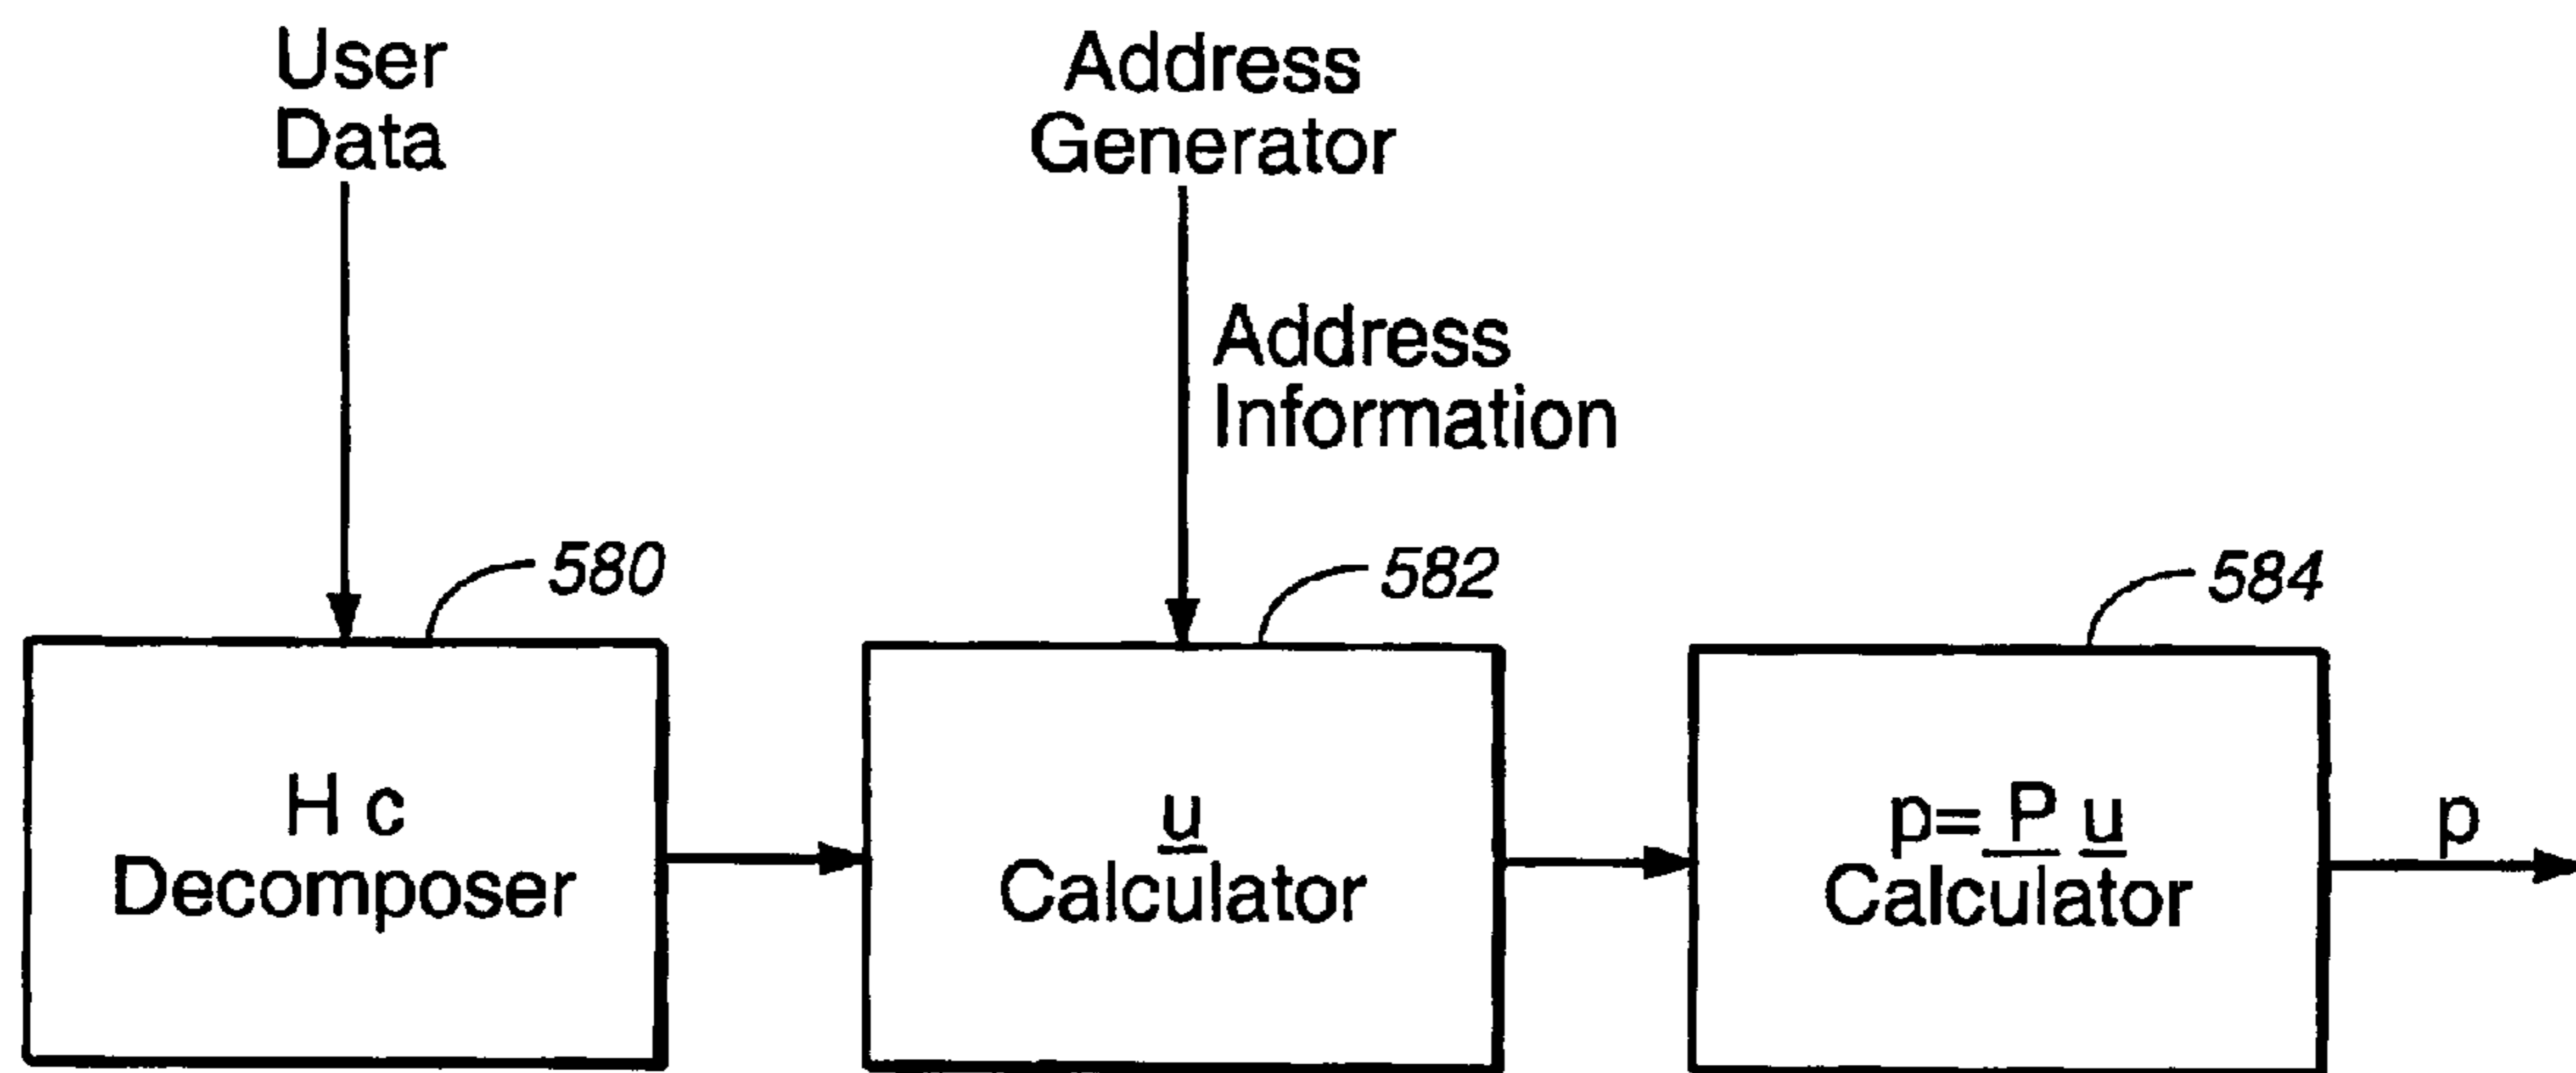 User
Data
Address
Generator
Address
Information
580
582
584
H c
Decomposer
u
Calculator
p= P u
Calculator
p